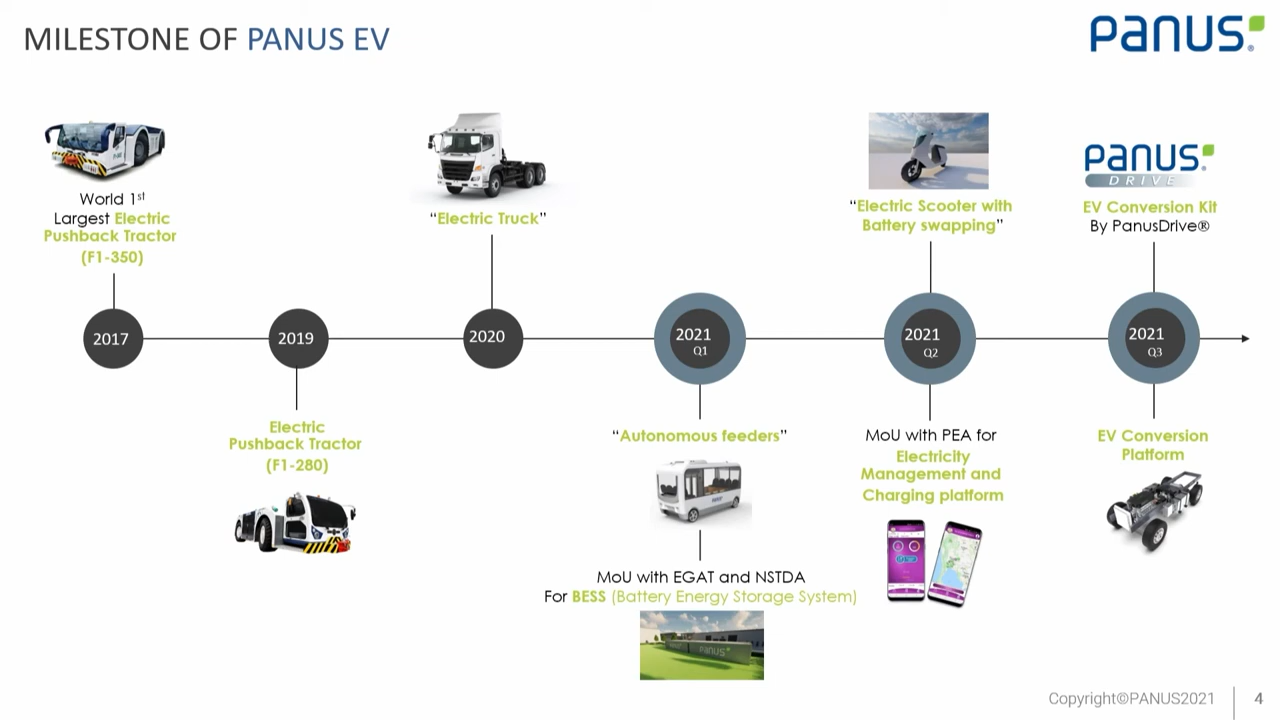 MILESTONE OF PANUS EV
Panus®
World 1st
Largest Electric
Pushback Tractor
(F1-350)
“Electric Truck”
“Electric Scooter with
Battery swapping”
Panus
DRIVE
EV Conversion Kit
By PanusDrive®
2017
2019
2020
2021
Q1
2021
Q2
2021
Q3
Electric
Pushback Tractor
(F1-280)
“Autonomous feeders”
MoU with EGAT and NSTDA
For BESS (Battery Energy Storage System)
Panus
MoU with PEA for
Electricity
Management and
Charging platform
EV Conversion
Platform
Copyright©PANUS2021
4